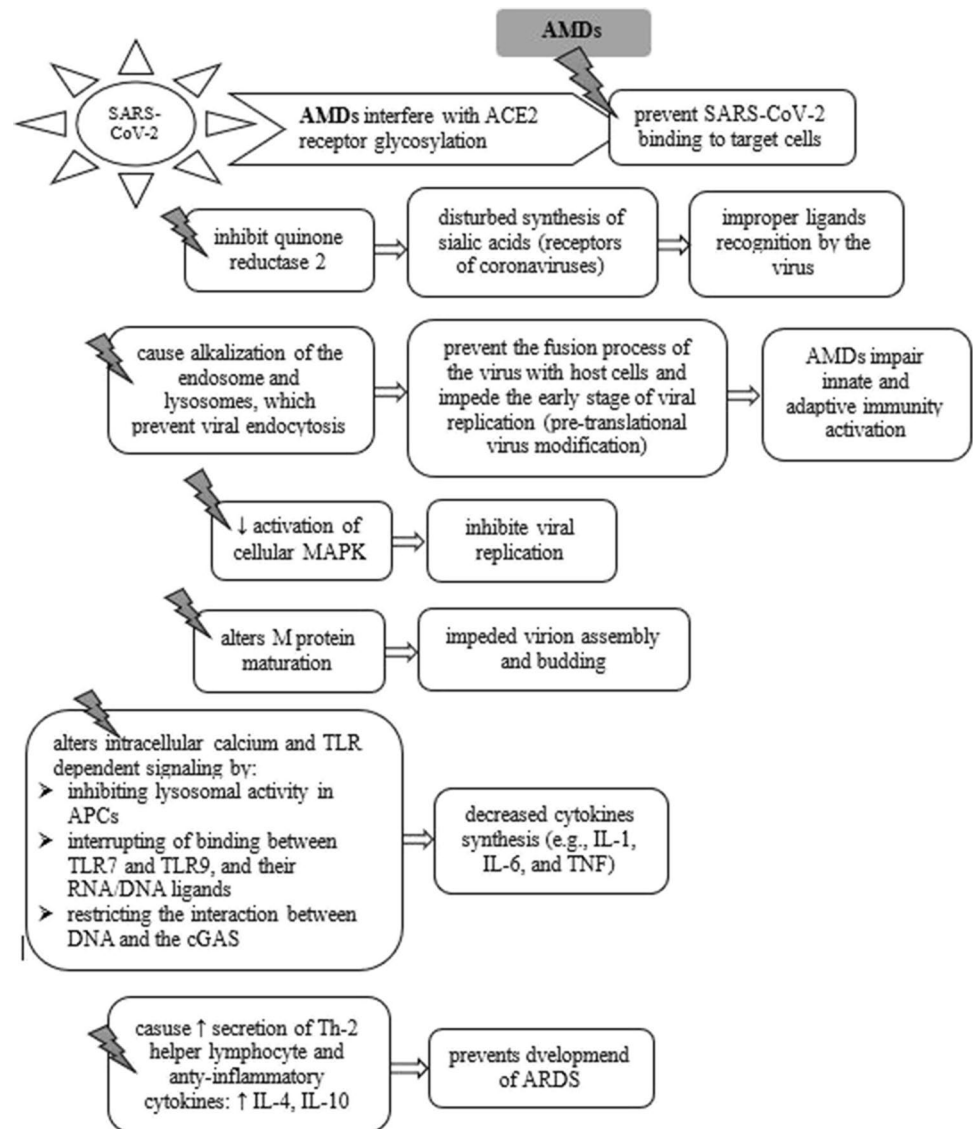 AMDs
SARS-
CoV-2
AMDs interfere with ACE2
receptor glycosylation
prevent SARS-CoV-2
binding to target cells
inhibit quinone
reductase 2
disturbed synthesis of
sialic acids (receptors
of coronaviruses)
improper ligands
recognition by the
virus
cause alkalization of the
endosome and
lysosomes, which
prevent viral endocytosis
prevent the fusion process of
the virus with host cells and
impede the early stage of viral
replication (pre-translational
virus modification)
AMDs impair
innate and
adaptive immunity
activation
↓ activation of
cellular MAPK
inhibite viral
replication
alters M protein
maturation
impeded virion assembly
and budding
alters intracellular calcium and TLR
dependent signaling by:
➢ inhibiting lysosomal activity in
APCs
➢ interrupting of binding between
TLR7 and TLR9, and their
RNA/DNA ligands
➢ restricting the interaction between
DNA and the cGAS
decreased cytokines
synthesis (e.g., IL-1,
IL-6, and TNF)
casuse ↑ secretion of Th-2
helper lymphocyte and
anty-inflammatory
cytokines: ↑ IL-4, IL-10
prevents dvelopmend
of ARDS